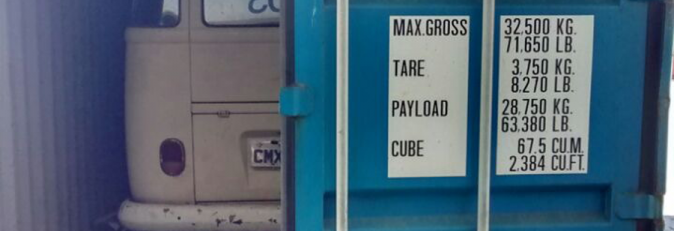 MAX.GROSS 32,500 KG.
71,650 LB.
TARE 3,750 KG.
8,270 LB.
PAYLOAD 28,750 KG.
63,380 LB.
CUBE 67.5 CU.M.
2.384 CU.FT.
CMX